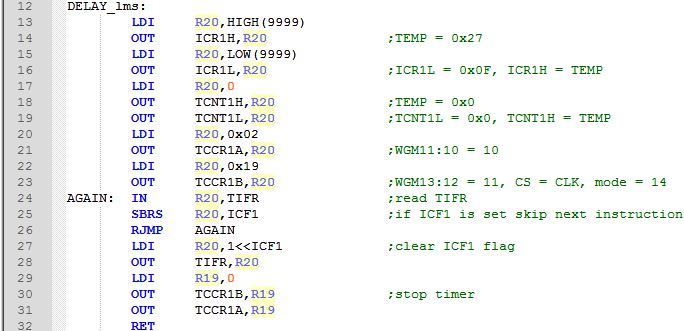 12 DELAY_1ms:
13 LDI R20,HIGH(9999)
14 OUT ICR1H,R20 ;TEMP = 0x27
15 LDI R20,LOW(9999)
16 OUT ICR1L,R20 ;ICR1L = 0x0F, ICR1H = TEMP
17 LDI R20,0
18 OUT TCNT1H,R20 ;TEMP = 0x0
19 OUT TCNT1L,R20 ;TCNT1L = 0x0, TCNT1H = TEMP
20 LDI R20,0x02
21 OUT TCCR1A,R20 ;WGM11:10 = 10
22 LDI R20,0x19
23 OUT TCCR1B,R20 ;WGM13:12 = 11, CS = CLK, mode = 14
24 AGAIN: IN R20,TIFR ;read TIFR
25 SBRS R20,ICF1 ;if ICF1 is set skip next instruction
26 RJMP AGAIN
27 LDI R20,1<<ICF1 ;clear ICF1 flag
28 OUT TIFR,R20
29 LDI R19,0
30 OUT TCCR1B,R19 ;stop timer
31 OUT TCCR1A,R19
32 RET